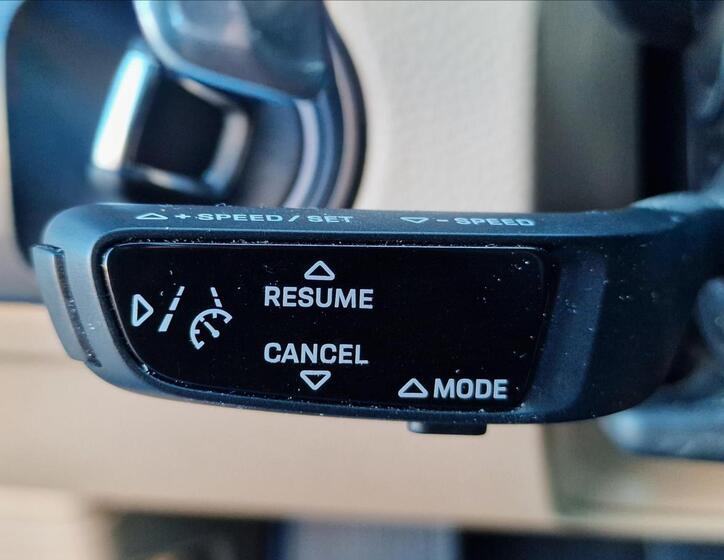 + SPEED / SET - SPEED
RESUME
CANCEL
MODE